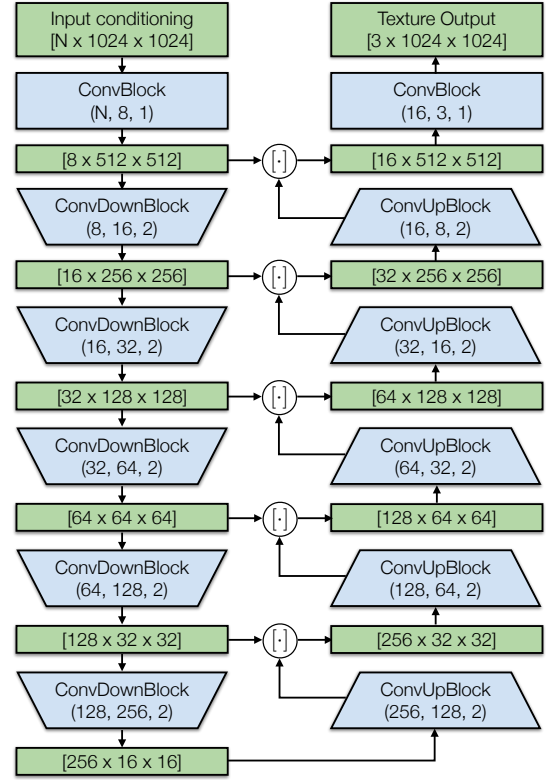 Input conditioning
[N x 1024 x 1024]
ConvBlock
(N, 8, 1)
[8 x 512 x 512]
ConvDownBlock
(8, 16, 2)
[16 x 256 x 256]
ConvDownBlock
(16, 32, 2)
[32 x 128 x 128]
ConvDownBlock
(32, 64, 2)
[64 x 64 x 64]
ConvDownBlock
(64, 128, 2)
[128 x 32 x 32]
ConvDownBlock
(128, 256, 2)
[256 x 16 x 16]
[·]
[·]
[·]
[·]
[·]
Texture Output
[3 x 1024 x 1024]
ConvBlock
(16, 3, 1)
[16 x 512 x 512]
ConvUpBlock
(16, 8, 2)
[32 x 256 x 256]
ConvUpBlock
(32, 16, 2)
[64 x 128 x 128]
ConvUpBlock
(64, 32, 2)
[128 x 64 x 64]
ConvUpBlock
(128, 64, 2)
[256 x 32 x 32]
ConvUpBlock
(256, 128, 2)